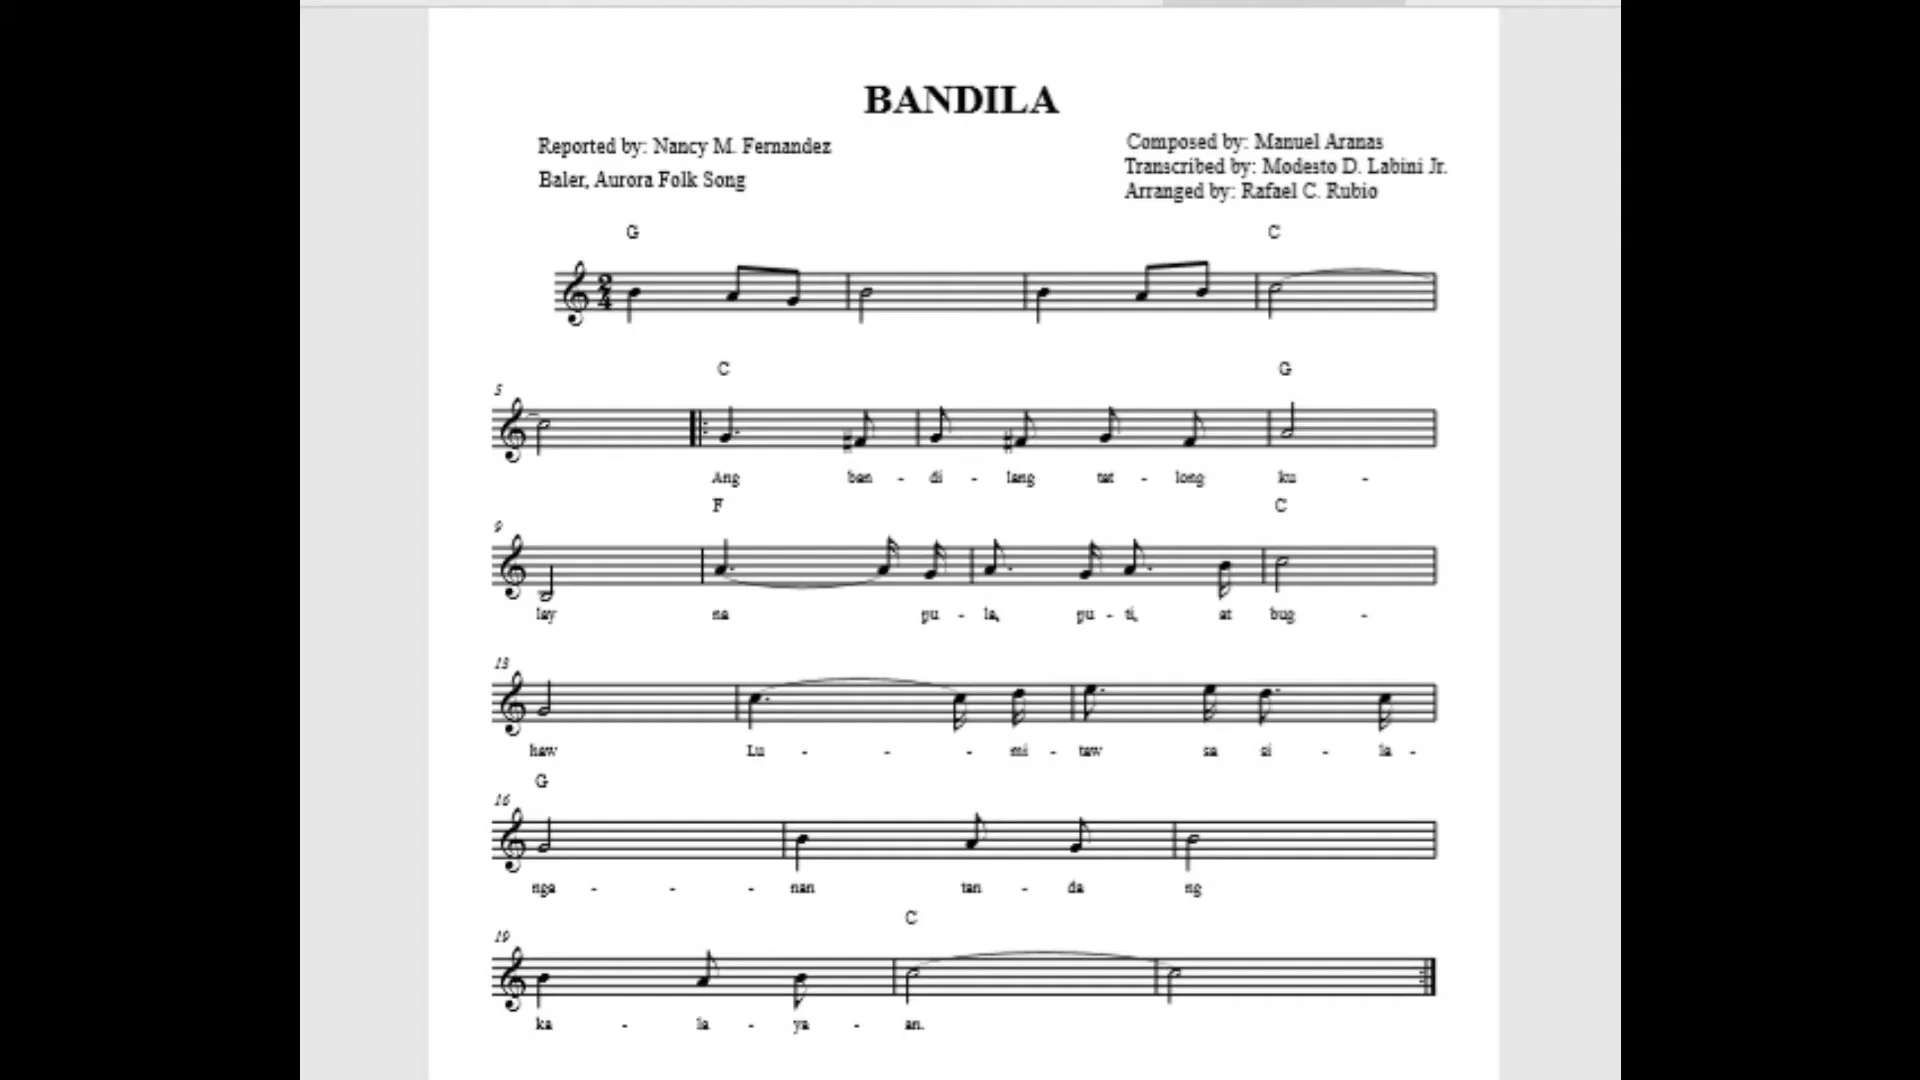 BANDILA
Reported by: Nancy M. Fernandez
Baler, Aurora Folk Song
Composed by: Manuel Aranas
Transcribed by: Modesto D. Labini Jr.
Arranged by: Rafael C. Rubio
G C
2
4
C G
5
Ang ban - di - lang tat - long ku -
F C
9
lay na pu - la, pu - ti, at bug -
13
haw Lu - - - mi - taw sa si - la -
G
16
nga - - - nan tan - da ng
C
19
ka - la - ya - an.